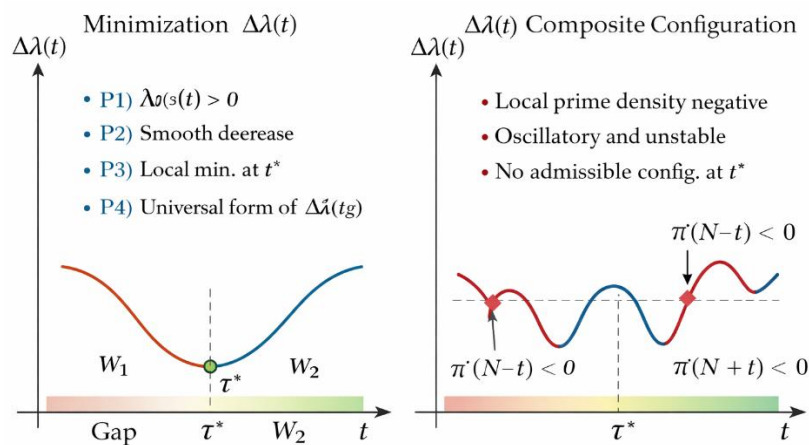 Minimization Δλ(t)
Δλ(t)
• P1) λ₀(s(t) > 0
• P2) Smooth deerease
• P3) Local min. at t*
• P4) Universal form of Δλ̃(tg)
W₁
W₂
τ*
Gap
τ*
W₂
t
Δλ(t) Composite Configuration
Δλ(t)
• Local prime density negative
• Oscillatory and unstable
• No admissible config. at t*
π˙(N−t) < 0
π˙(N−t) < 0
π˙(N + t) < 0
τ*
t